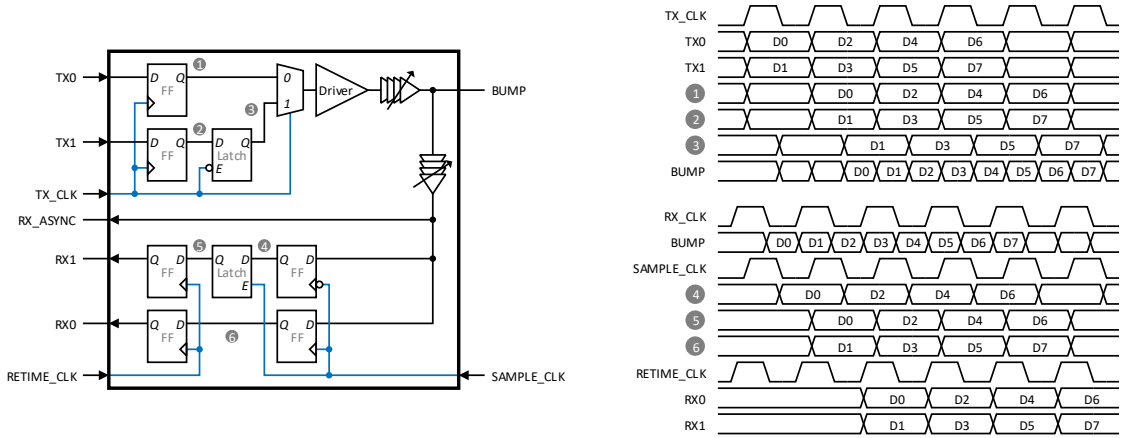 TX0
D Q
FF
1
0
1
Driver
BUMP
3
TX1
D Q
FF
2
D Q
Latch
E
TX_CLK
RX_ASYNC
RX1
Q D
FF
5
Q D
Latch
E
4
Q D
FF
RX0
Q D
FF
6
Q D
FF
RETIME_CLK
SAMPLE_CLK
TX_CLK
TX0 D0 D2 D4 D6
TX1 D1 D3 D5 D7
1 D0 D2 D4 D6
2 D1 D3 D5 D7
3 D1 D3 D5 D7
BUMP D0 D1 D2 D3 D4 D5 D6 D7
RX_CLK
BUMP D0 D1 D2 D3 D4 D5 D6 D7
SAMPLE_CLK
4 D0 D2 D4 D6
5 D0 D2 D4 D6
6 D1 D3 D5 D7
RETIME_CLK
RX0 D0 D2 D4 D6
RX1 D1 D3 D5 D7